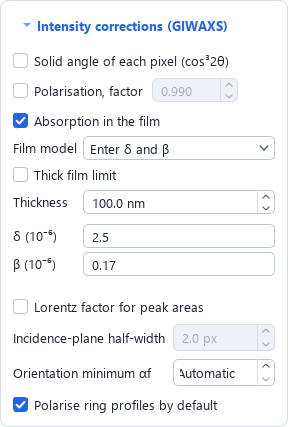 Intensity corrections (GIWAXS)
Solid angle of each pixel (cos³2θ)
Polarisation, factor 0.990
Absorption in the film
Film model Enter δ and β
Thick film limit
Thickness 100.0 nm
δ (10⁻⁶) 2.5
β (10⁻⁶) 0.17
Lorentz factor for peak areas
Incidence-plane half-width 2.0 px
Orientation minimum αf Automatic
Polarise ring profiles by default